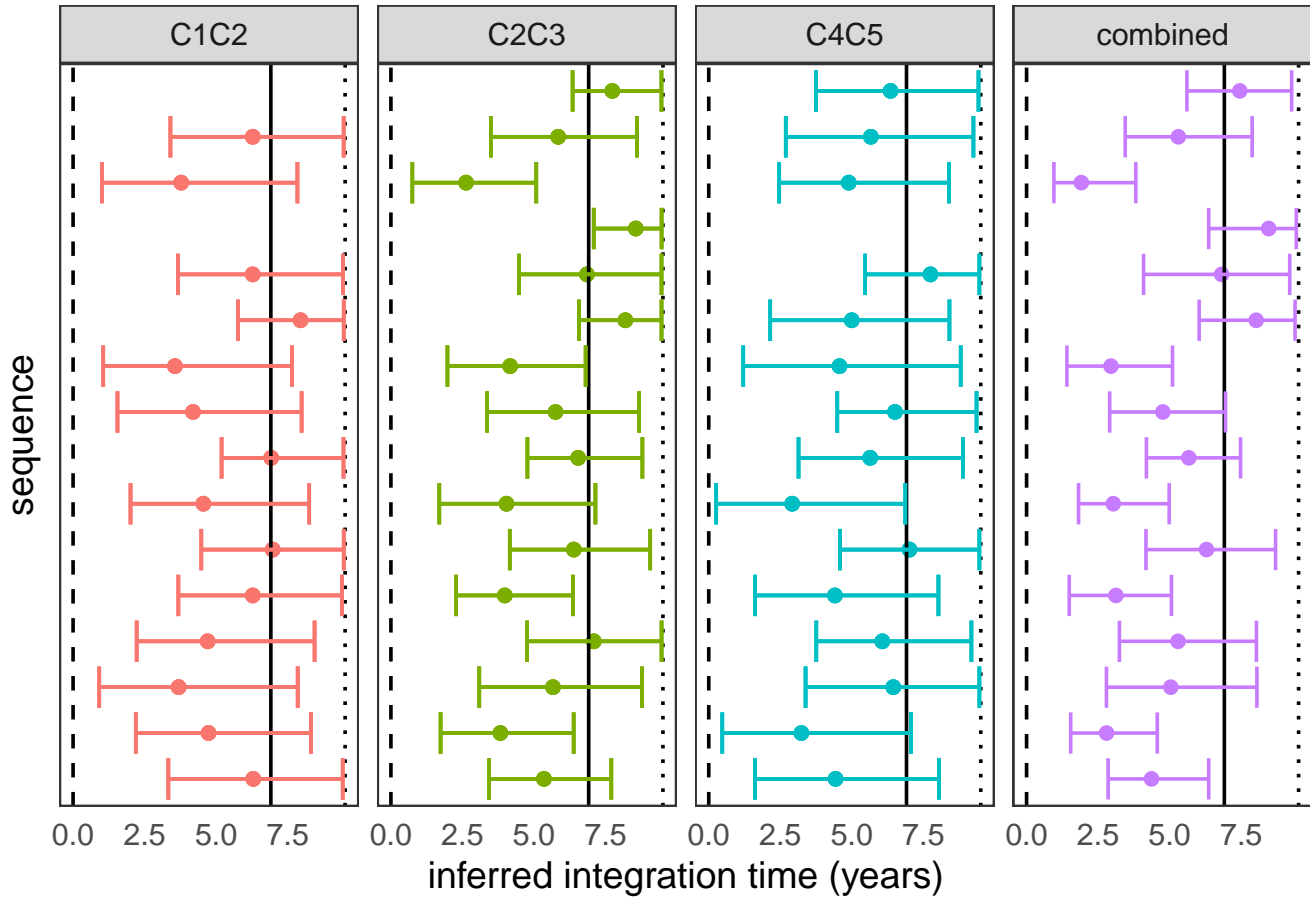 C1C2 C2C3 C4C5 combined
sequence
0.0 2.5 5.0 7.5 0.0 2.5 5.0 7.5 0.0 2.5 5.0 7.5 0.0 2.5 5.0 7.5
inferred integration time (years)